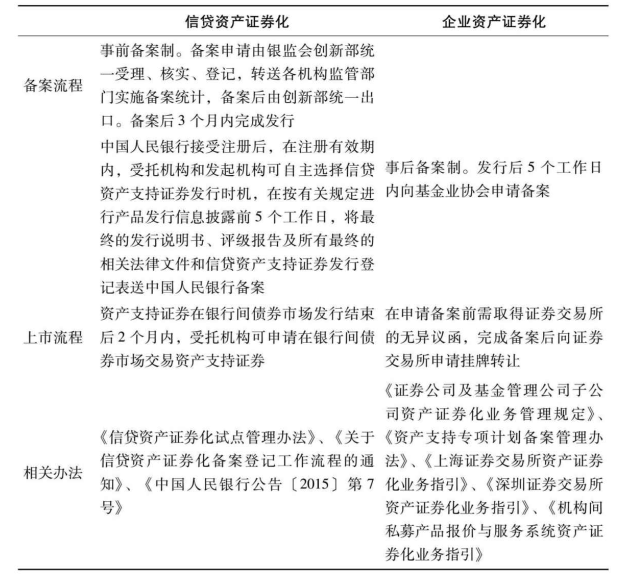 信贷资产证券化
企业资产证券化
备案流程
事前备案制。备案申请由银监会创新部统
一受理、核实、登记，转送各机构监管部
门实施备案统计，备案后由创新部统一出
口。备案后 3 个月内完成发行
中国人民银行接受注册后，在注册有效期
内，受托机构和发起机构可自主选择信贷
资产支持证券发行时机，在按有关规定进
行产品发行信息披露前 5 个工作日，将最
终的发行说明书、评级报告及所有最终的
相关法律文件和信贷资产支持证券发行登
记表送中国人民银行备案
事后备案制。发行后 5 个工作日
内向基金业协会申请备案
上市流程
资产支持证券在银行间债券市场发行结束
后 2 个月内，受托机构可申请在银行间债
券市场交易资产支持证券
在申请备案前需取得证券交易所
的无异议函，完成备案后向证券
交易所申请挂牌转让
相关办法
《信贷资产证券化试点管理办法》、《关于
信贷资产证券化备案登记工作流程的通
知》、《中国人民银行公告〔2015〕第 7
号》
《证券公司及基金管理公司子公
司资产证券化业务管理规定》、
《资产支持专项计划备案管理办
法》、《上海证券交易所资产证券
化业务指引》、《深圳证券交易所
资产证券化业务指引》、《机构间
私募产品报价与服务系统资产证
券化业务指引》